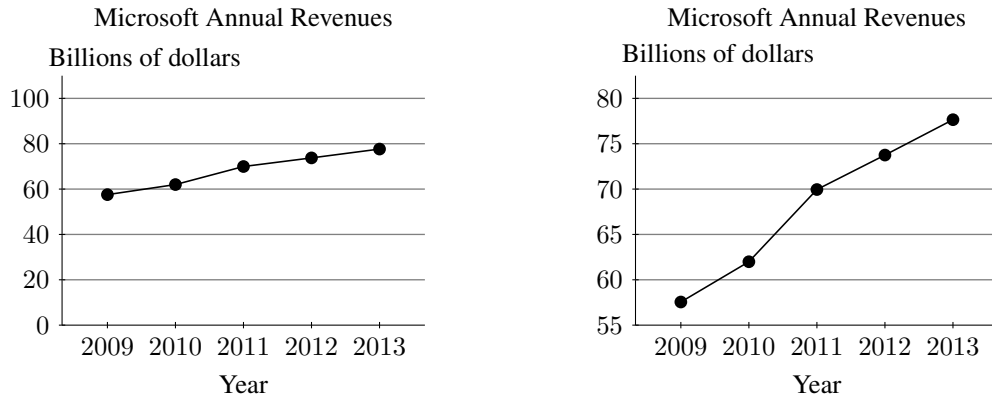 Microsoft Annual Revenues
Billions of dollars
100
80
60
40
20
0
2009 2010 2011 2012 2013
Year
Microsoft Annual Revenues
Billions of dollars
80
75
70
65
60
55
2009 2010 2011 2012 2013
Year